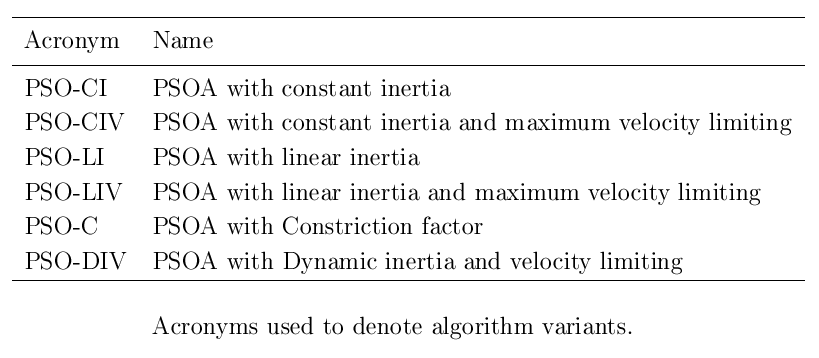 Acronym Name
PSO-CI PSOA with constant inertia
PSO-CIV PSOA with constant inertia and maximum velocity limiting
PSO-LI PSOA with linear inertia
PSO-LIV PSOA with linear inertia and maximum velocity limiting
PSO-C PSOA with Constriction factor
PSO-DIV PSOA with Dynamic inertia and velocity limiting
Acronyms used to denote algorithm variants.